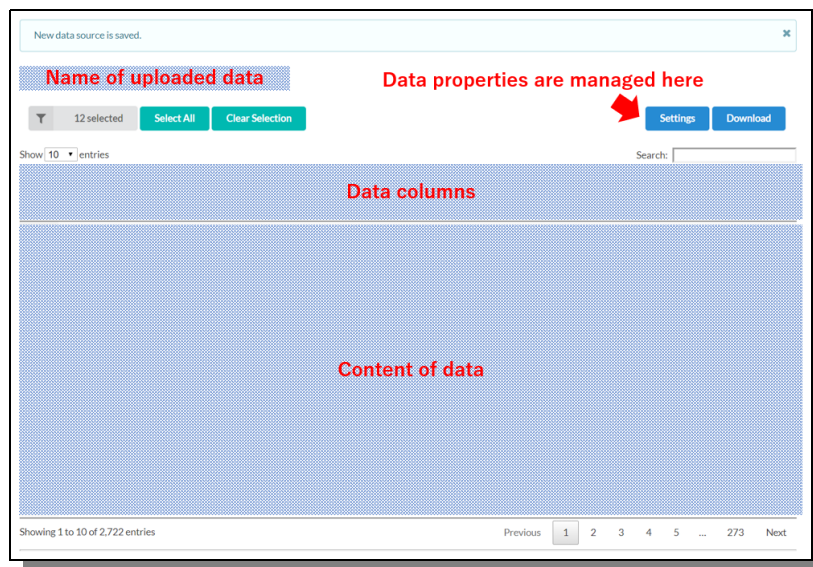 New data source is saved. ×
Name of uploaded data
Data properties are managed here
12 selected Select All Clear Selection Settings Download
Show 10 entries Search:
Data columns
Content of data
Showing 1 to 10 of 2,722 entries Previous 1 2 3 4 5 ... 273 Next